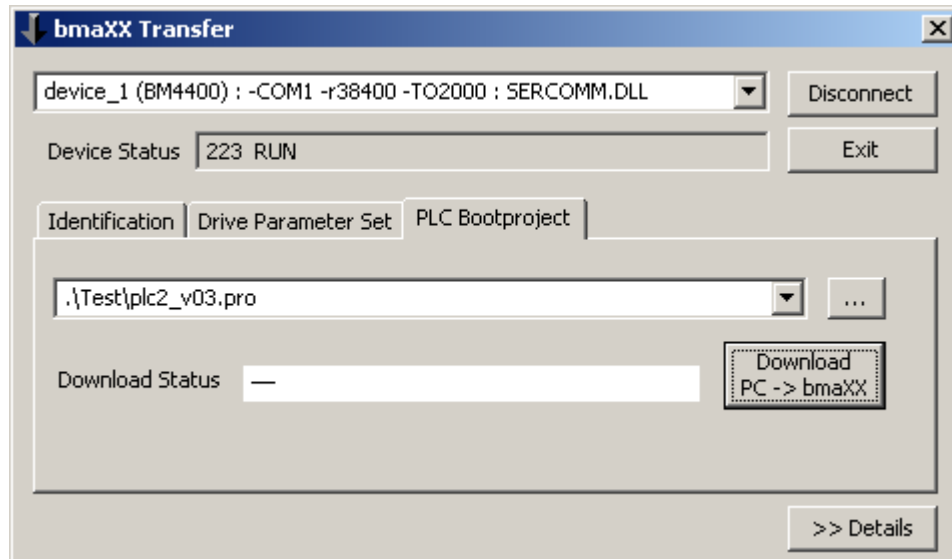 bmaXX Transfer
device_1 (BM4400) : -COM1 -r38400 -TO2000 : SERCOMM.DLL
Disconnect
Device Status
223 RUN
Exit
Identification
Drive Parameter Set
PLC Bootproject
.\Test\plc2_v03.pro
...
Download Status
—
Download
PC -> bmaXX
>> Details